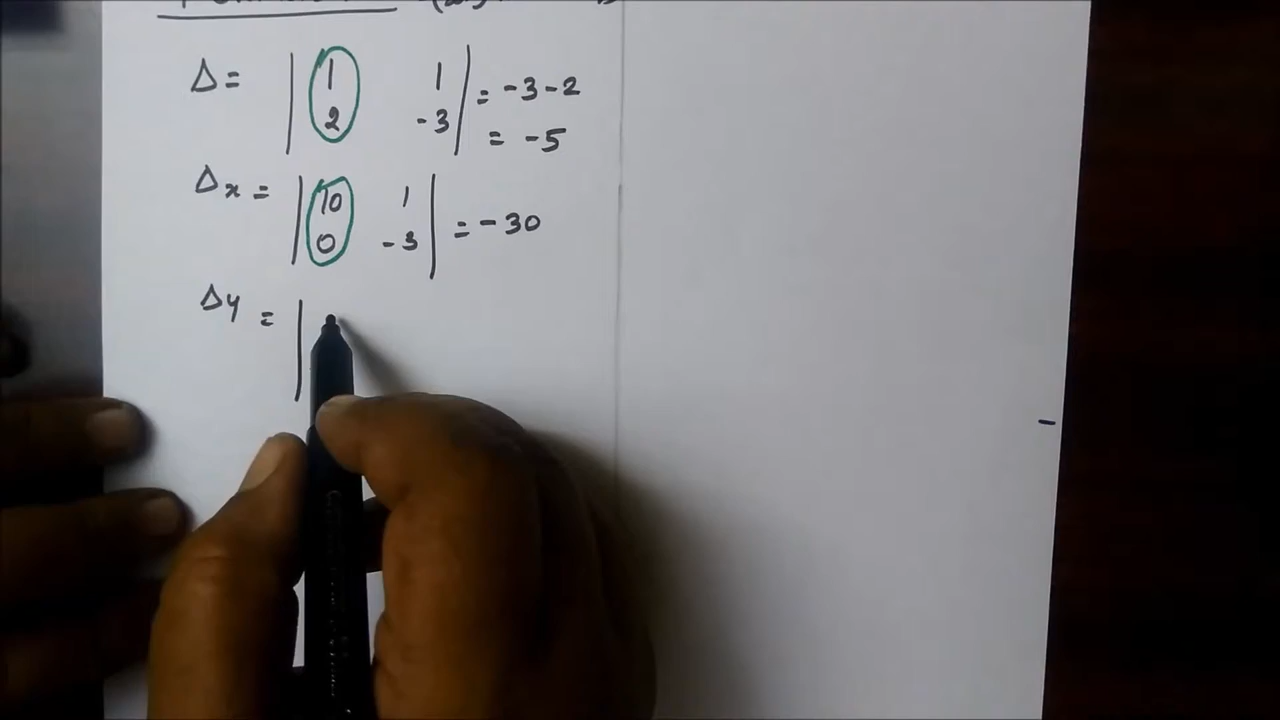 Δ = | 1 1 | = -3-2
| 2 -3 | = -5
Δx = | 10 1 | = -30
| 0 -3 |
Δy = |